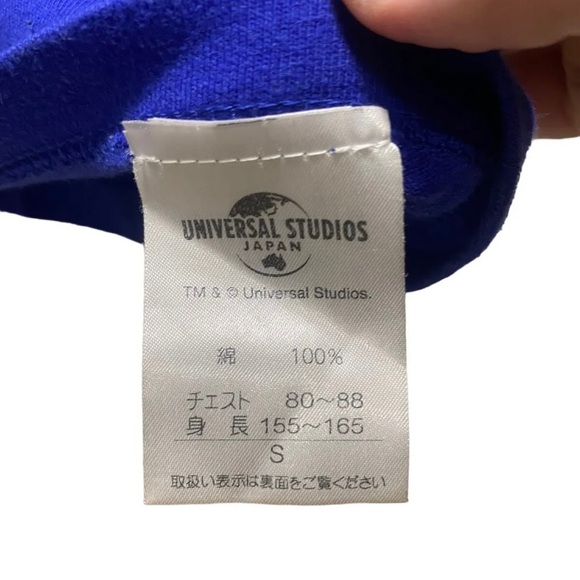 UNIVERSAL STUDIOS
JAPAN
TM & © Universal Studios.
綿 100%
チェスト 80～88
身長 155～165
S
取扱い表示は裏面をご覧ください